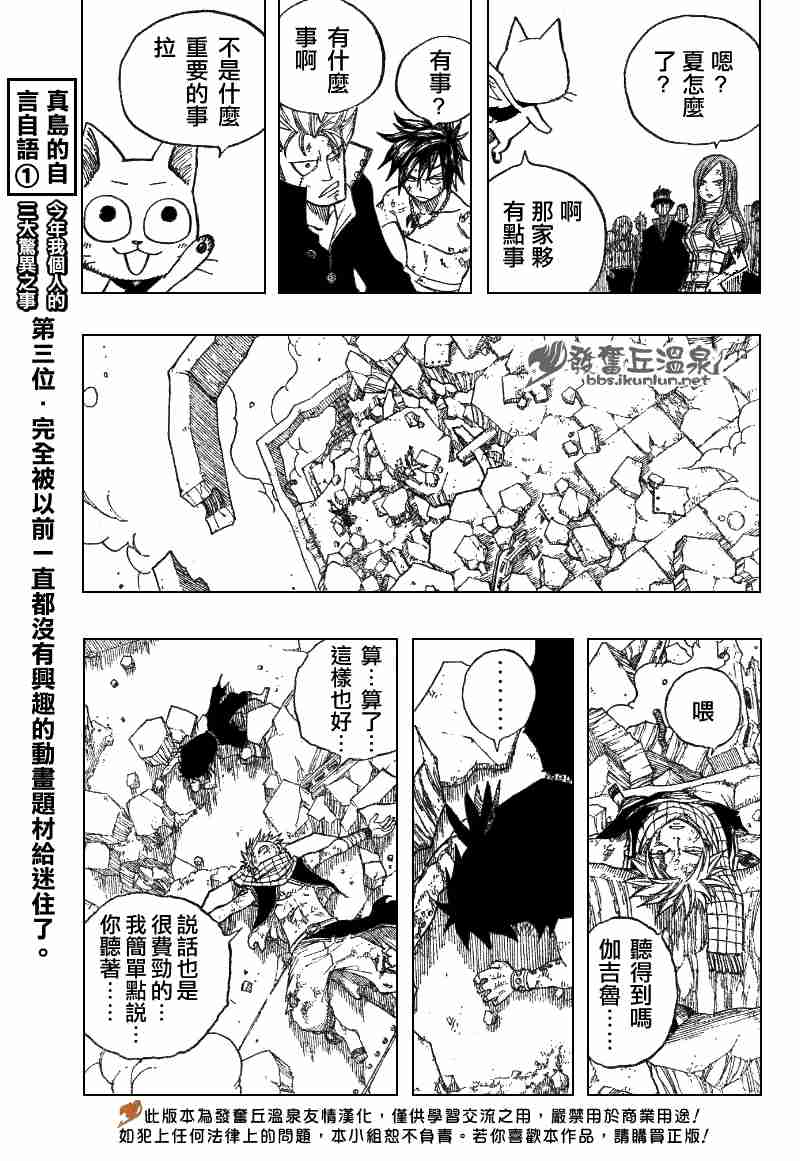 嗯？
夏怎麼
了？
啊
那家夥
有點事
有事？
有什麼
事啊
不是什麼
重要的事
拉
發奮丘溫泉
bbs.ikunlun.net
喂
聽得到嗎
伽吉魯
……
算…算了…
這樣也好…
說話也是
很費勁的…
我簡單點說…
你聽著……
真島的自
言自語①
今年我個人的
三大驚異之事
第三位．完全被以前一直都沒有興趣的動畫題材給迷住了。
此版本為發奮丘溫泉友情漢化，僅供學習交流之用，嚴禁用於商業用途！
如犯上任何法律上的問題，本小組恕不負責。若你喜歡本作品，請購買正版！